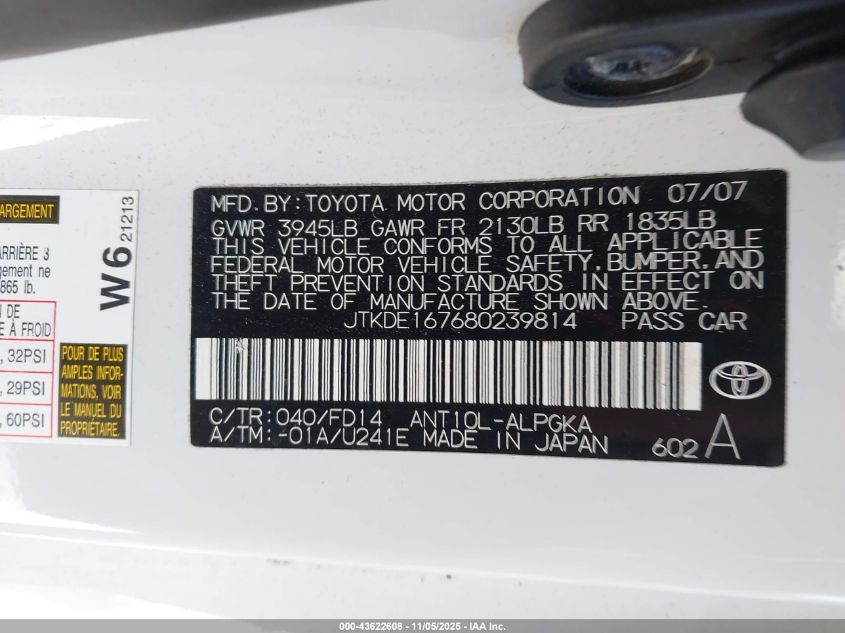 ARGEMENT
ARRIÈRE 3
gement ne
865 lb.
N DE
E À FROID
, 32PSI
, 29PSI
, 60PSI
W6 21213
POUR DE PLUS
AMPLES INFOR-
MATIONS, VOIR
LE MANUEL DU
MFD. BY: TOYOTA MOTOR CORPORATION 07/07
GVWR 3945LB GAWR FR 2130LB RR 1835LB
THIS VEHICLE CONFORMS TO ALL APPLICABLE
FEDERAL MOTOR VEHICLE SAFETY, BUMPER, AND
THEFT PREVENTION STANDARDS IN EFFECT ON
THE DATE OF MANUFACTURE SHOWN ABOVE.
JTKDE167680239814 PASS CAR
C/TR: 040/FD14 ANT10L-ALPGKA
A/TM: -01A/U241E MADE IN JAPAN 602 A
000-43622608 - 11/05/2025 - IAA Inc.